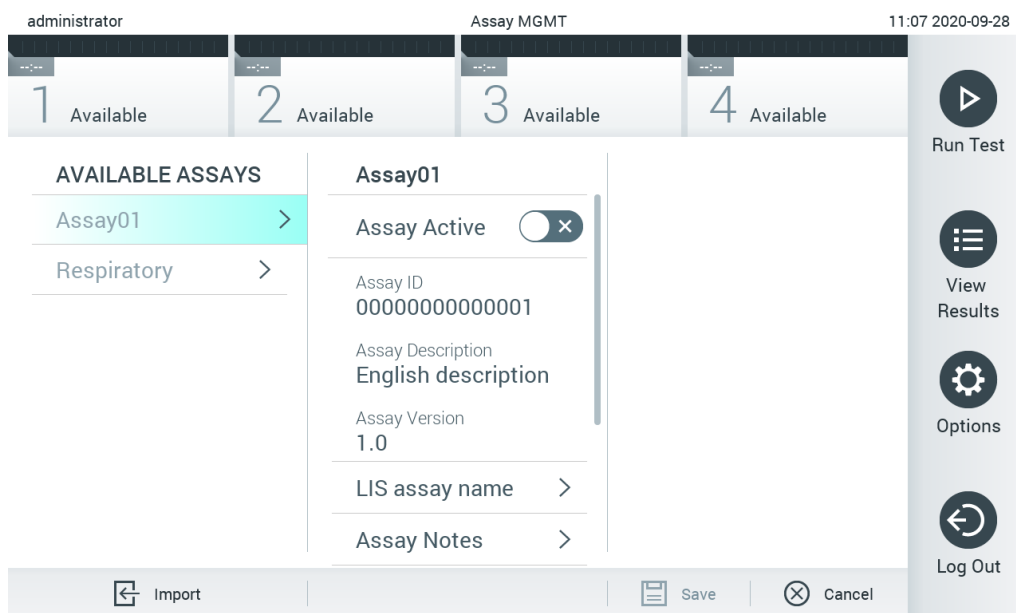 administrator
Assay MGMT
11:07 2020-09-28
--:--
--:--
--:--
--:--
1 Available
2 Available
3 Available
4 Available
AVAILABLE ASSAYS
Assay01
Respiratory
Assay01
Assay Active
Assay ID
00000000000001
Assay Description
English description
Assay Version
1.0
LIS assay name
Assay Notes
Run Test
View
Results
Options
Log Out
Import
Save
Cancel